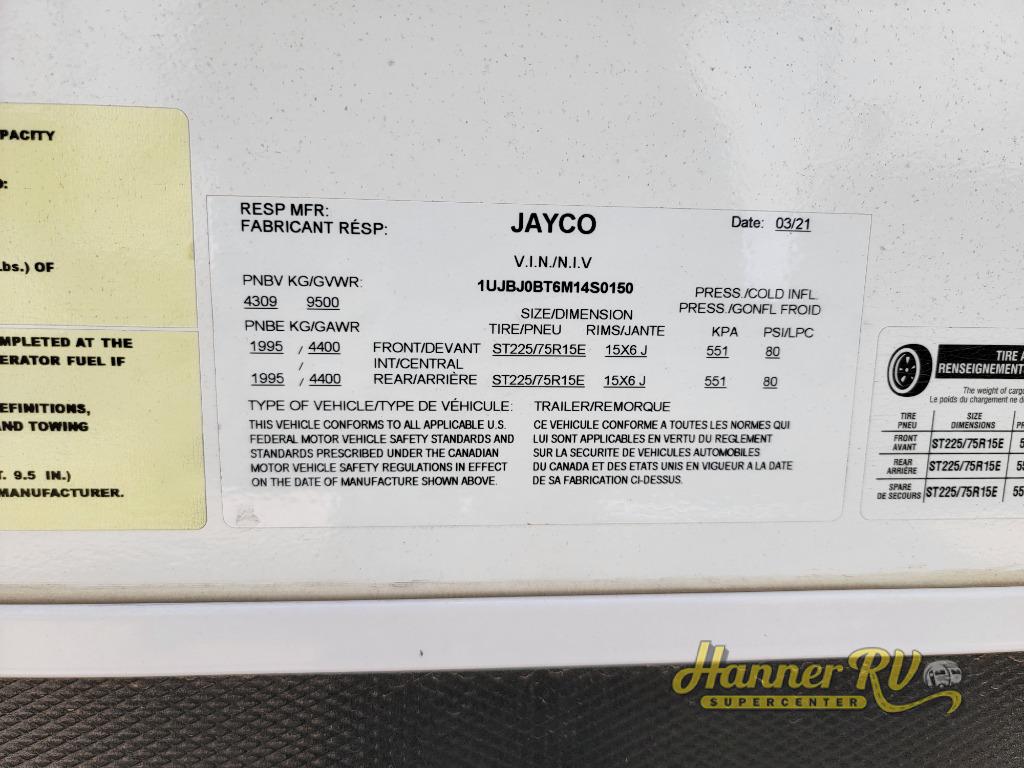 PACITY
Lbs.) OF
MPLETED AT THE
ERATOR FUEL IF
EFINITIONS,
ND TOWING
T. 9.5 IN.)
MANUFACTURER.
RESP MFR:
FABRICANT RÉSP:
JAYCO
Date: 03/21
V.I.N./N.I.V
1UJBJ0BT6M14S0150
PNBV KG/GVWR:
4309 9500
PRESS./COLD INFL.
PRESS./GONFL FROID
SIZE/DIMENSION
PNBE KG/GAWR TIRE/PNEU RIMS/JANTE KPA PSI/LPC
1995 / 4400 FRONT/DEVANT ST225/75R15E 15X6 J 551 80
/ INT/CENTRAL
1995 / 4400 REAR/ARRIÈRE ST225/75R15E 15X6 J 551 80
TYPE OF VEHICLE/TYPE DE VÉHICULE: TRAILER/REMORQUE
THIS VEHICLE CONFORMS TO ALL APPLICABLE U.S.
FEDERAL MOTOR VEHICLE SAFETY STANDARDS AND
STANDARDS PRESCRIBED UNDER THE CANADIAN
MOTOR VEHICLE SAFETY REGULATIONS IN EFFECT
ON THE DATE OF MANUFACTURE SHOWN ABOVE.
CE VEHICULE CONFORME A TOUTES LES NORMES QUI
LUI SONT APPLICABLES EN VERTU DU REGLEMENT
SUR LA SECURITE DE VEHICULES AUTOMOBILES
DU CANADA ET DES ETATS UNIS EN VIGUEUR A LA DATE
DE SA FABRICATION CI-DESSUS.
TIRE A
RENSEIGNEMENTS
The weight of cargo
Le poids du chargement ne d
TIRE SIZE
PNEU DIMENSIONS
FRONT
AVANT ST225/75R15E
REAR
ARRIÈRE ST225/75R15E 55
SPARE
DE SECOURS ST225/75R15E 55
Hanner RV
SUPERCENTER